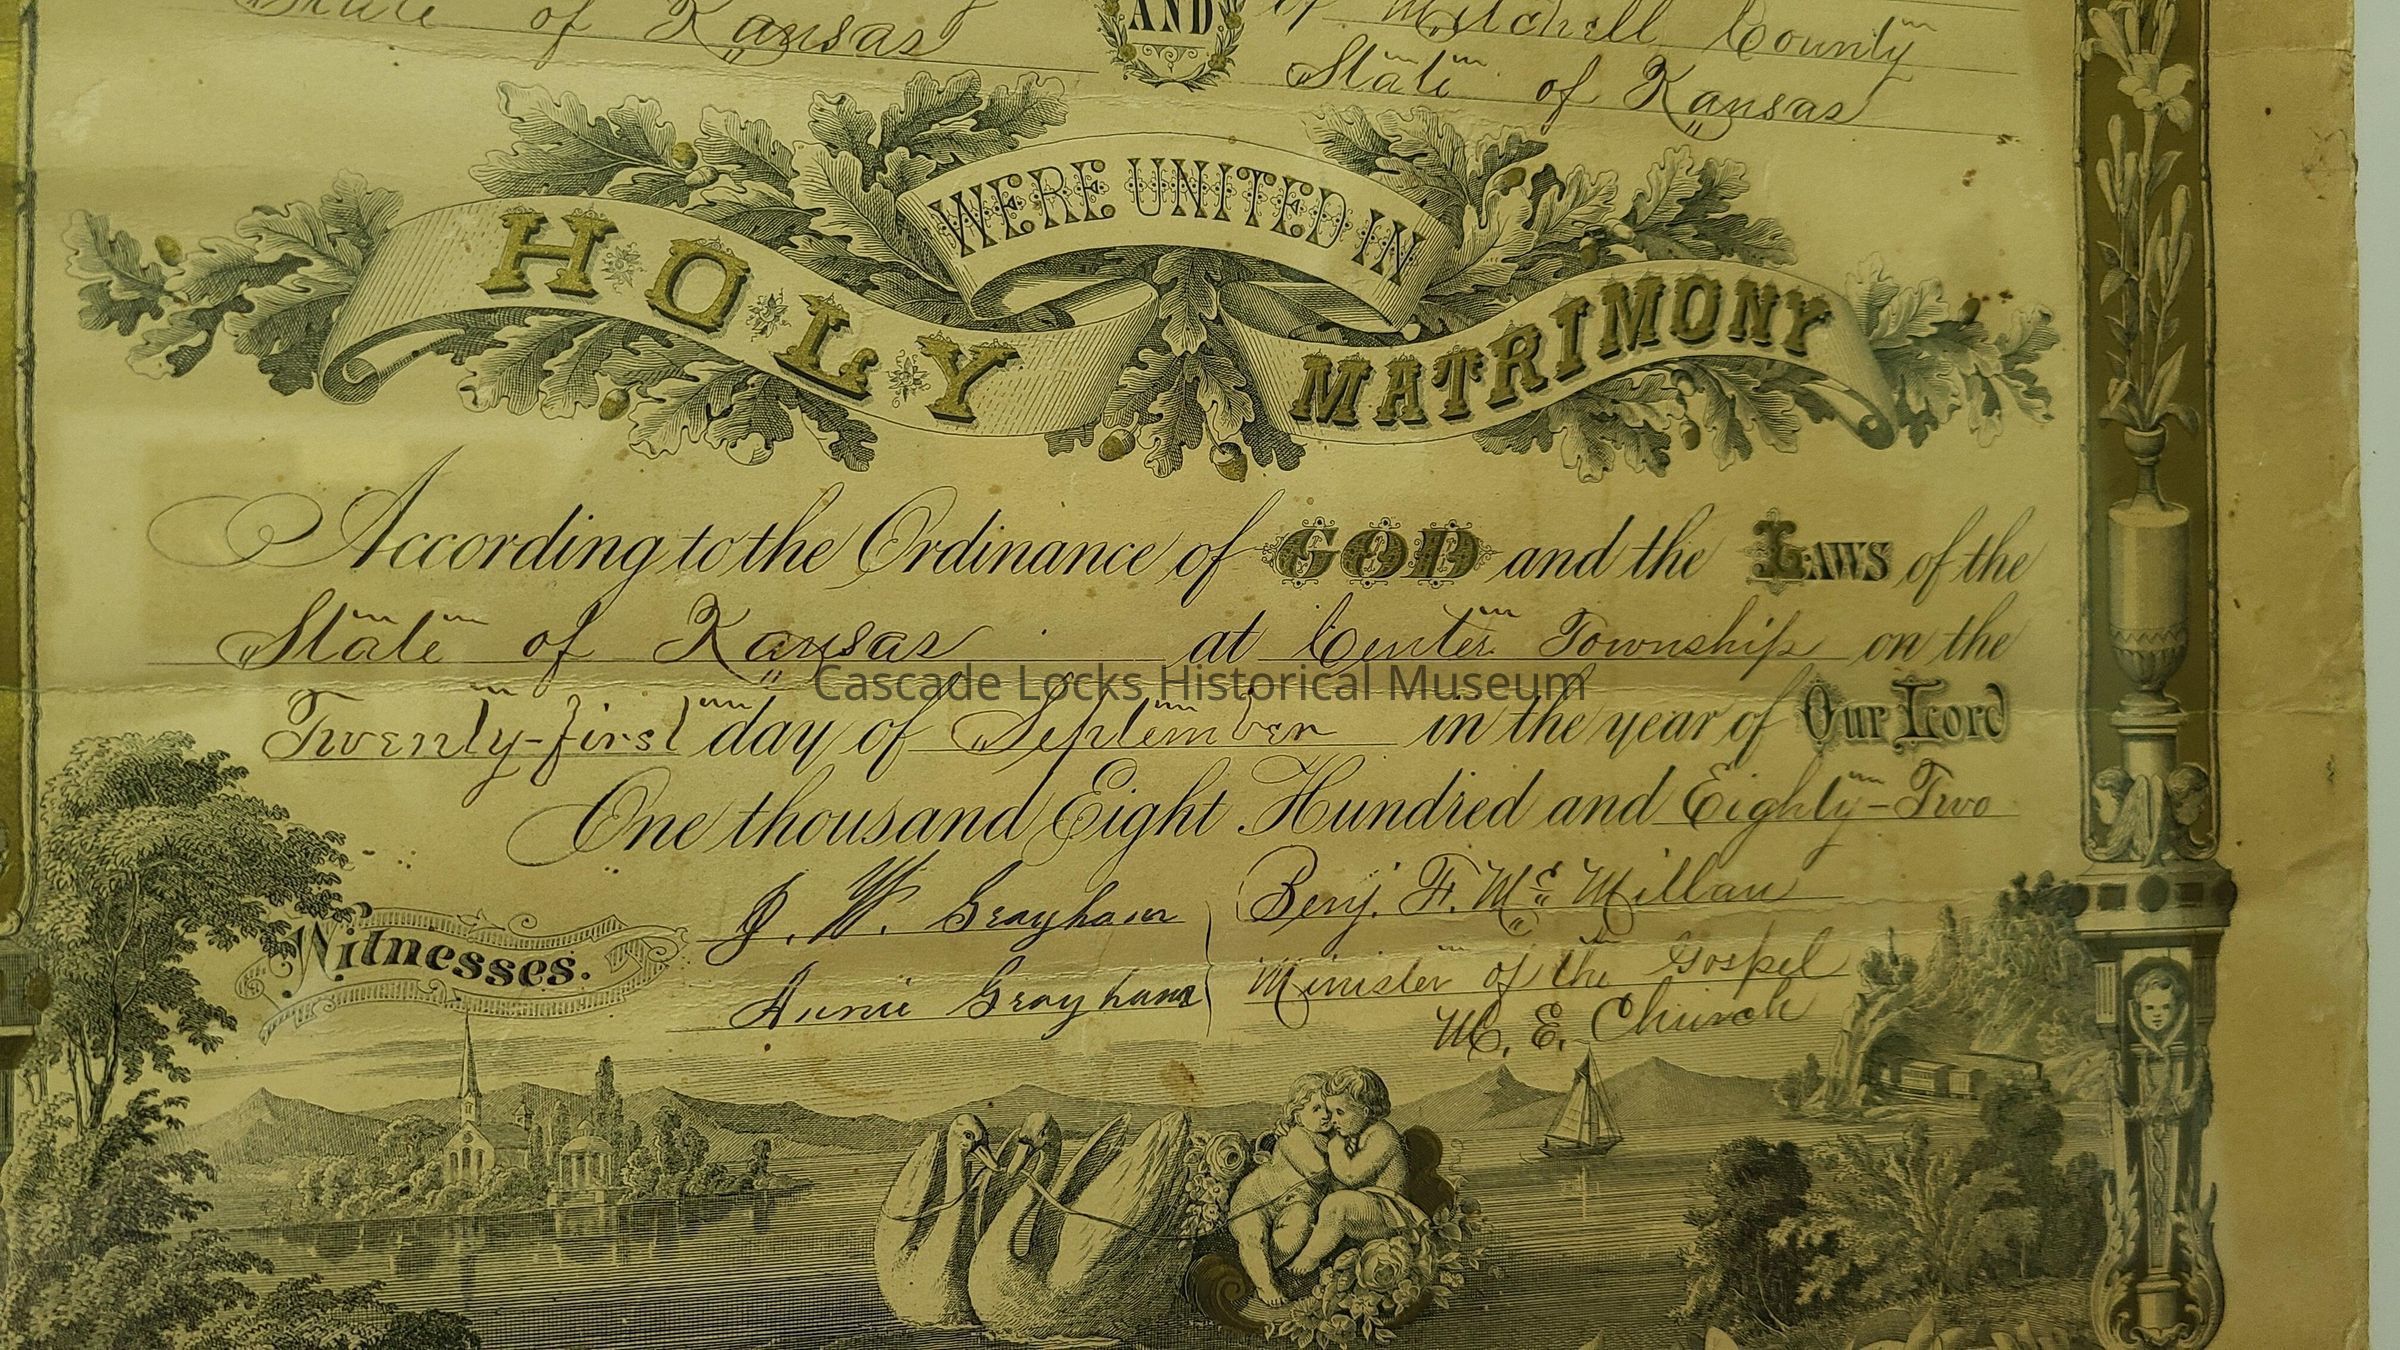 State of Kansas
AND
of Mitchell County
State of Kansas
WERE UNITED IN
HOLY MATRIMONY
According to the Ordinance of GOD and the LAWS of the
State of Kansas at Center Township on the
Cascade Locks Historical Museum
Twenty-first day of September in the year of Our Lord
One thousand Eight Hundred and Eighty-Two
Witnesses.
J. W. Grayham
Annie Grayham
Benj. F. Mc Millan
Minister of the Gospel
M. E. Church